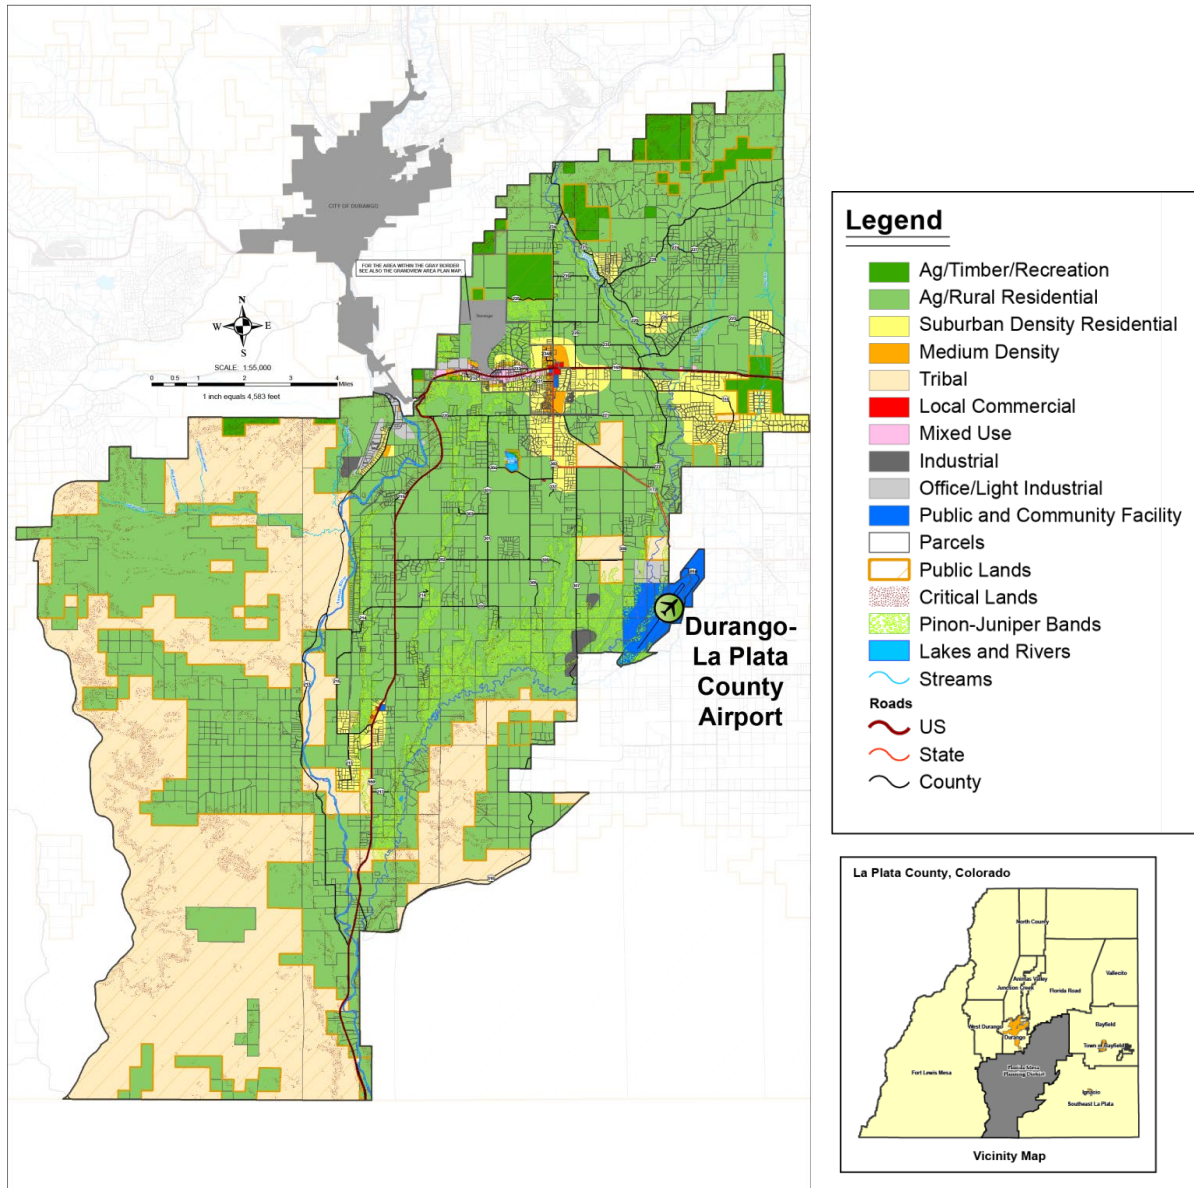 CITY OF DURANGO
FOR THE AREA WITHIN THE GRAY BORDER
SEE ALSO THE GRANDVIEW AREA PLAN MAP.
Durango
N
W
E
S
SCALE: 1:55,000
0 0.5 1 2 3 4
Miles
1 inch equals 4,583 feet
Durango-
La Plata
County
Airport
Legend
Ag/Timber/Recreation
Ag/Rural Residential
Suburban Density Residential
Medium Density
Tribal
Local Commercial
Mixed Use
Industrial
Office/Light Industrial
Public and Community Facility
Parcels
Public Lands
Critical Lands
Pinon-Juniper Bands
Lakes and Rivers
Streams
Roads
US
State
County
La Plata County, Colorado
North County
Vallecito
Animas Valley
Junction Creek
Florida Road
West Durango
Durango
Bayfield
Town of Bayfield
Florida Mesa
Planning District
Fort Lewis Mesa
Ignacio
Southeast La Plata
Vicinity Map